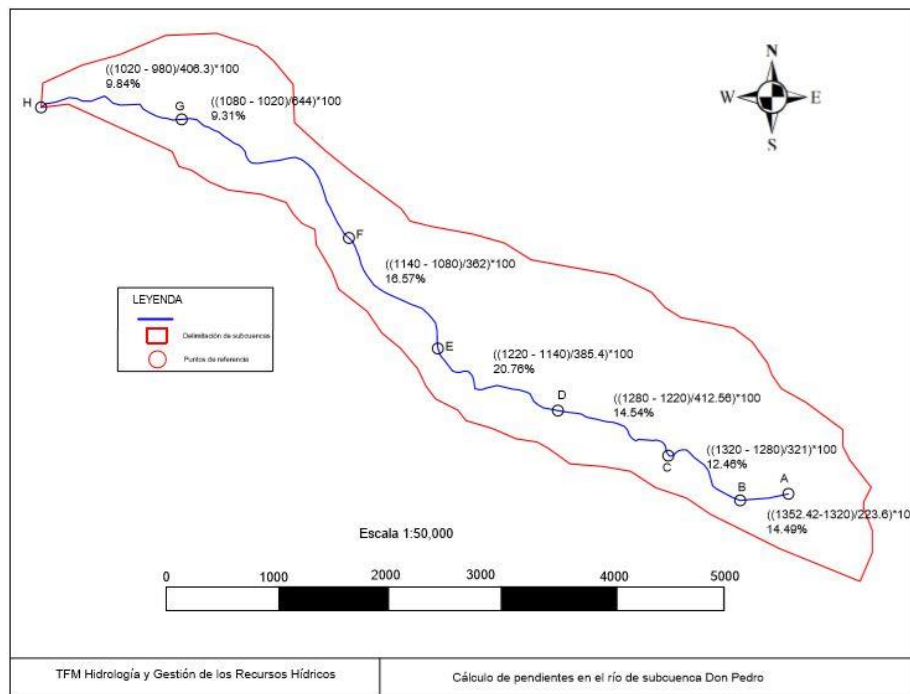 ((1020 - 980)/406.3)*100
9.84%
H
G
((1080 - 1020)/644)*100
9.31%
N
W
E
S
F
((1140 - 1080)/362)*100
16.57%
LEYENDA
Delimitación de subcuencas
Puntos de referencia
E
((1220 - 1140)/385.4)*100
20.76%
D
((1280 - 1220)/412.56)*100
14.54%
C
((1320 - 1280)/321)*100
12.46%
B
A
((1352.42-1320)/223.6)*10
14.49%
Escala 1:50,000
0
1000
2000
3000
4000
5000
TFM Hidrología y Gestión de los Recursos Hídricos
Cálculo de pendientes en el río de subcuenca Don Pedro